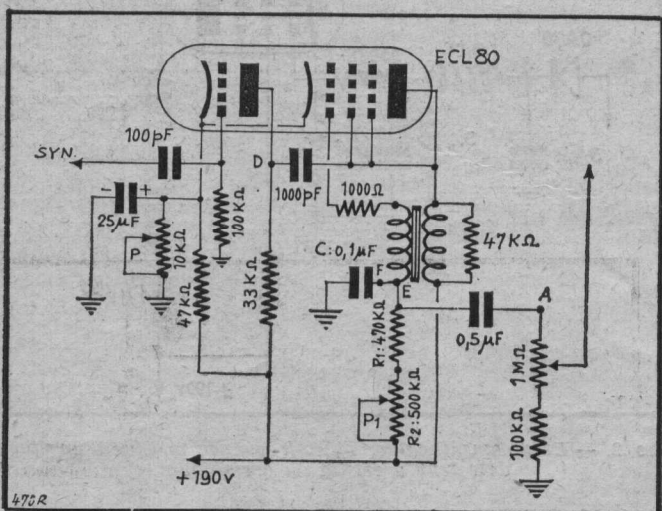 ECL80
100pF
SYN.
D
1000pF
1000Ω
- +
25µF
P
10KΩ
100KΩ
47KΩ
33KΩ
C:0,1µF
F
E
47KΩ
R1:470KΩ
P1
R2:500KΩ
0,5µF
A
1MΩ
100KΩ
+190v
470R